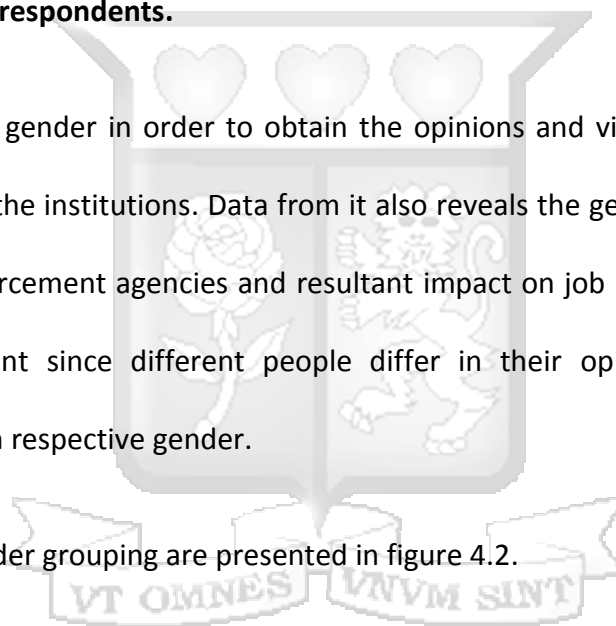 respondents.
gender in order to obtain the opinions and vi
the institutions. Data from it also reveals the ge
rcement agencies and resultant impact on job
nt since different people differ in their op
respective gender.
der grouping are presented in figure 4.2.
VT OMNES VNVM SINT